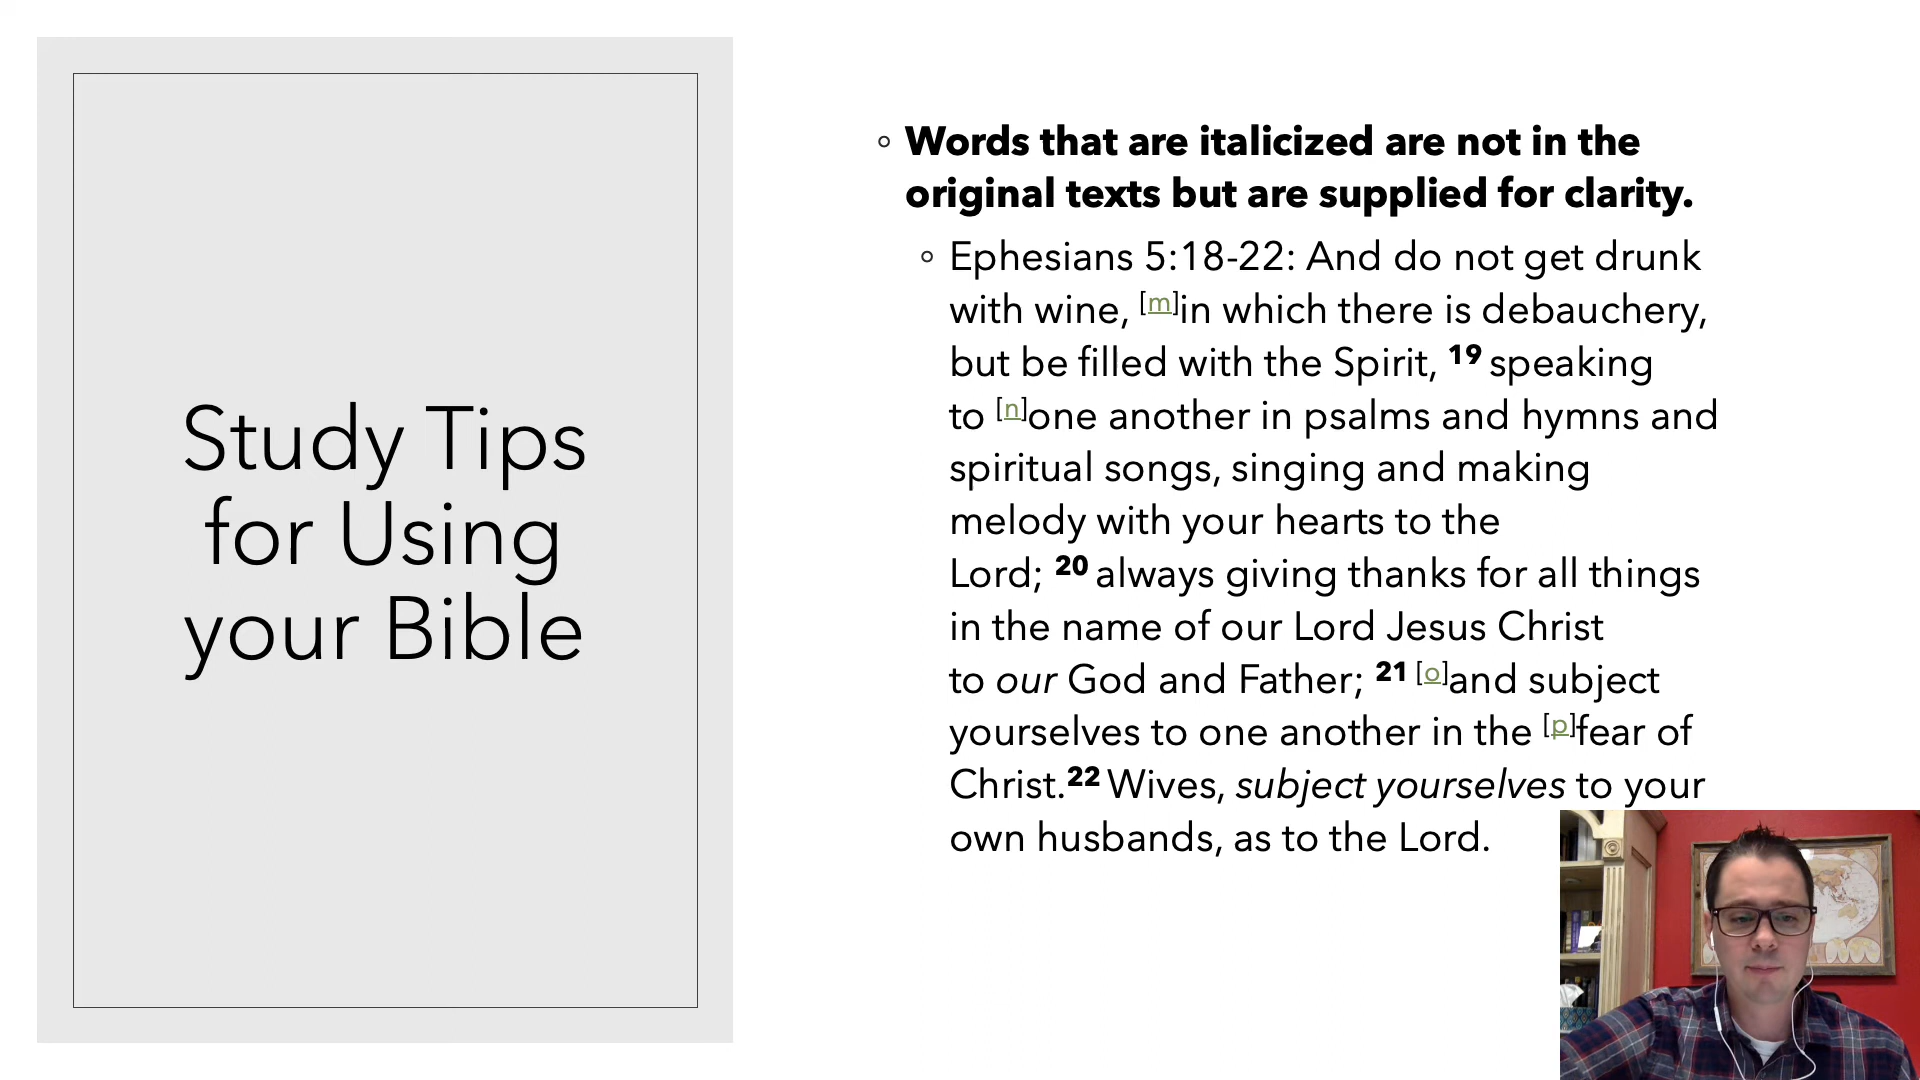 Study Tips
for Using
your Bible
◦ Words that are italicized are not in the
original texts but are supplied for clarity.
◦ Ephesians 5:18-22: And do not get drunk
with wine, [m]in which there is debauchery,
but be filled with the Spirit, 19 speaking
to [n]one another in psalms and hymns and
spiritual songs, singing and making
melody with your hearts to the
Lord; 20 always giving thanks for all things
in the name of our Lord Jesus Christ
to our God and Father; 21 [o]and subject
yourselves to one another in the [p]fear of
Christ.22 Wives, subject yourselves to your
own husbands, as to the Lord.